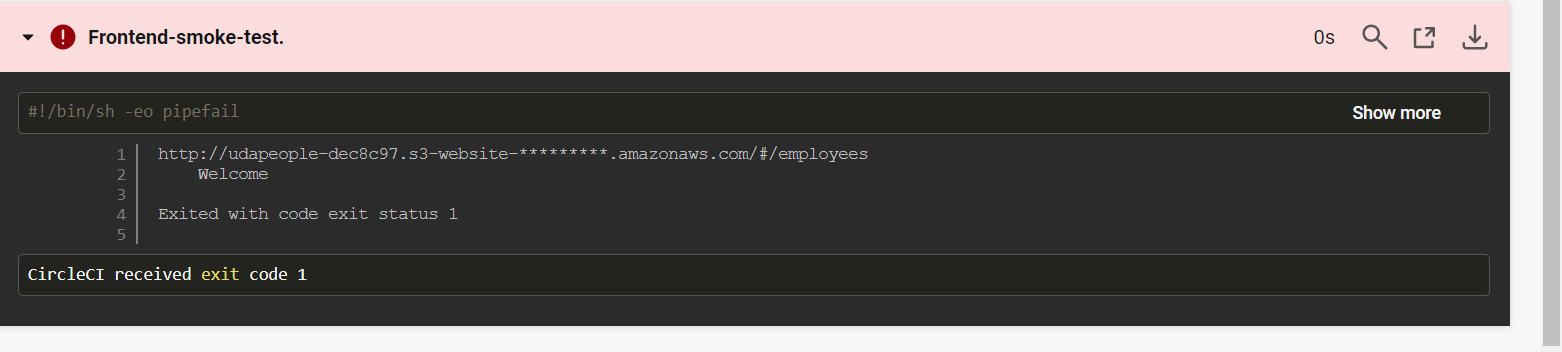 Frontend-smoke-test. 0s
#!/bin/sh -eo pipefail Show more
1 http://udapeople-dec8c97.s3-website-*********.amazonaws.com/#/employees
2 Welcome
3
4 Exited with code exit status 1
5
CircleCI received exit code 1